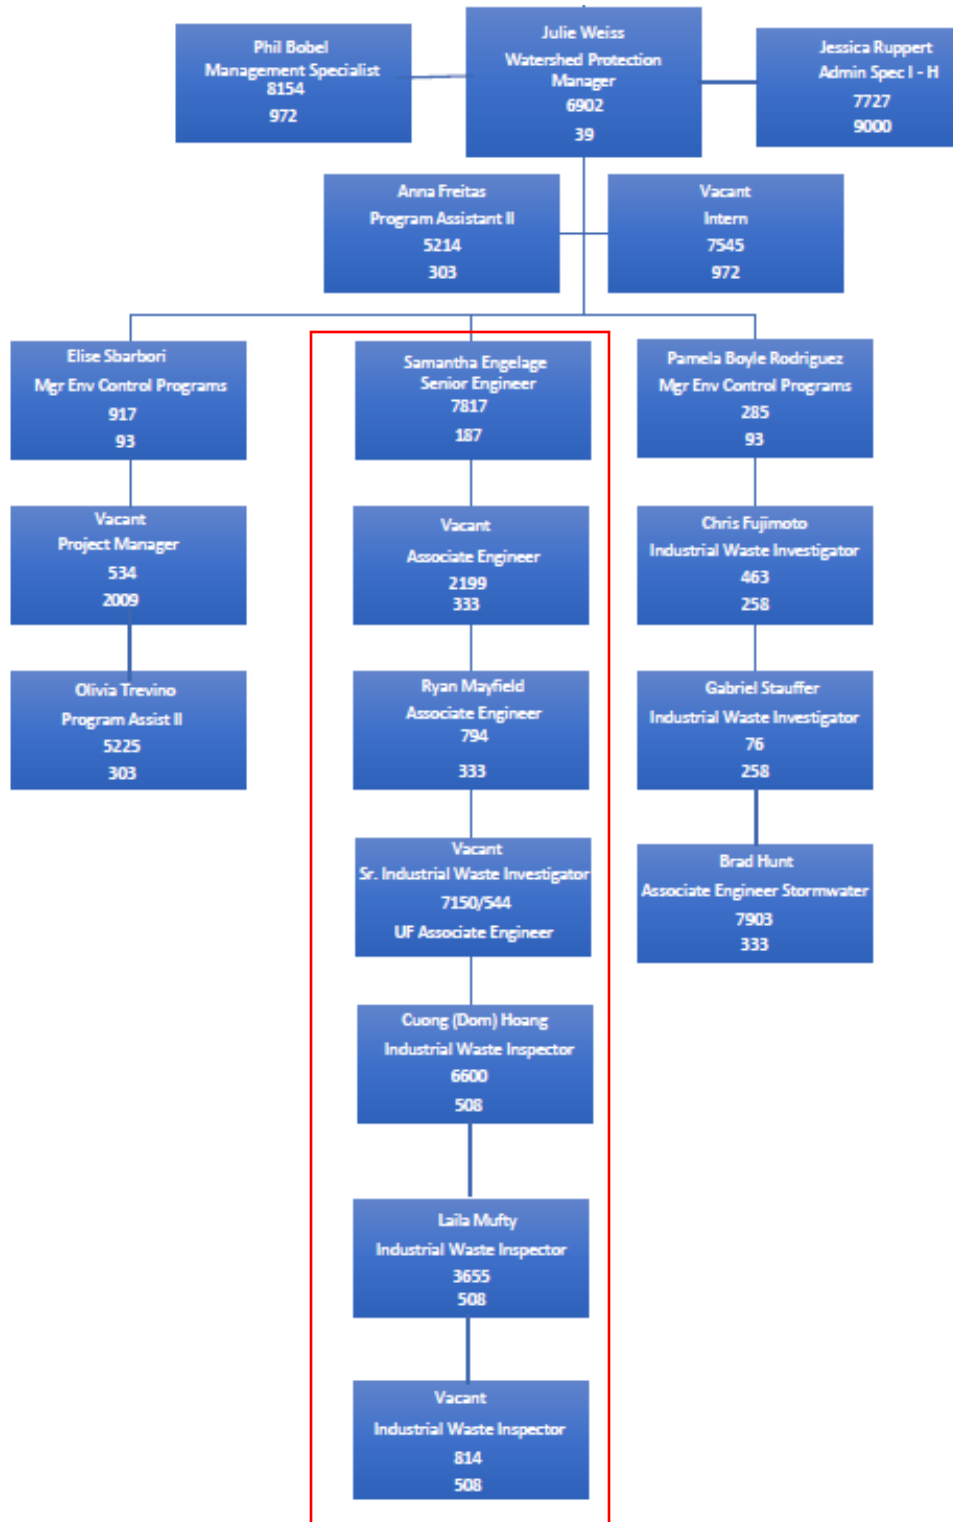 Phil Bobel
Management Specialist
8154
972
Julie Weiss
Watershed Protection
Manager
6902
39
Jessica Ruppert
Admin Spec I - H
7727
9000
Anna Freitas
Program Assistant II
5214
303
Vacant
Intern
7545
972
Elise Sbarbori
Mgr Env Control Programs
917
93
Samantha Engelage
Senior Engineer
7817
187
Pamela Boyle Rodriguez
Mgr Env Control Programs
285
93
Vacant
Project Manager
534
2009
Vacant
Associate Engineer
2199
333
Chris Fujimoto
Industrial Waste Investigator
463
258
Olivia Trevino
Program Assist II
5225
303
Ryan Mayfield
Associate Engineer
794
333
Gabriel Stauffer
Industrial Waste Investigator
76
258
Vacant
Sr. Industrial Waste Investigator
7150/544
UF Associate Engineer
Brad Hunt
Associate Engineer Stormwater
7903
333
Cuong (Dom) Hoang
Industrial Waste Inspector
6600
508
Laila Mufty
Industrial Waste Inspector
3655
508
Vacant
Industrial Waste Inspector
814
508